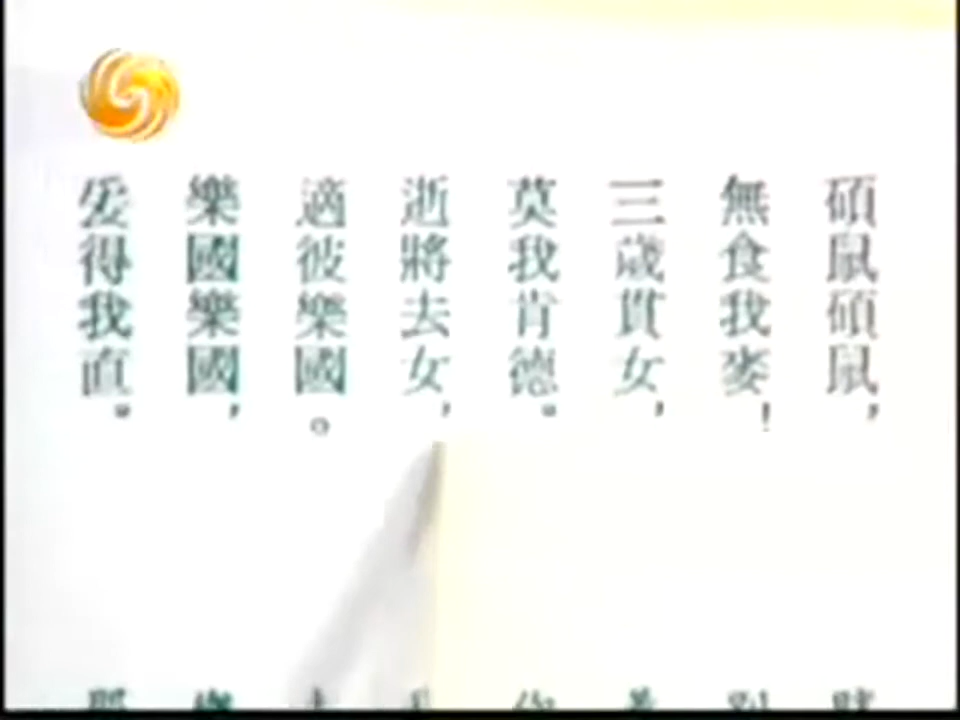 碩鼠碩鼠,
無食我麥!
三歲貫女,
莫我肯德。
逝將去女,
適彼樂國。
樂國樂國,
爰得我直。